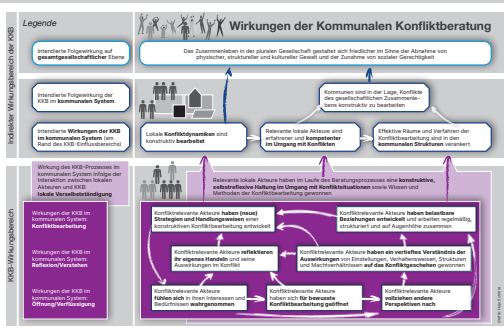 Legende
Wirkungen der Kommunalen Konfliktberatung
Indirekter Wirkungsbereich der KKB
Intendierte Folgewirkung auf
gesamtgesellschaftlicher Ebene
Das Zusammenleben in der pluralen Gesellschaft gestaltet sich friedlicher im Sinne der Abnahme von
physischer, struktureller und kultureller Gewalt und der Zunahme von sozialer Gerechtigkeit
Intendierte Folgewirkung
der KKB im kommunalen System
Kommunen sind in der Lage, Konflikte
des gesellschaftlichen Zusammenle-
bens konstruktiv zu bearbeiten
Intendierte Wirkungen der KKB
im kommunalen System (am
Rand des KKB-Einflussbereichs)
Lokale Konfliktdynamiken sind
konstruktiv bearbeitet
Relevante lokale Akteure sind
erfahrener und kompetenter
im Umgang mit Konflikten
Effektive Räume und Verfahren der
Konfliktbearbeitung sind in den
kommunalen Strukturen verankert
KKB-Wirkungsbereich
Wirkung des KKB-Prozesses im
kommunalen System infolge der
Interaktion zwischen lokalen
Akteuren und KKB:
lokale Verselbständigung
Relevante lokale Akteure haben im Laufe des Beratungsprozesses eine konstruktive,
selbstreflexive Haltung im Umgang mit Konfliktsituationen sowie Wissen und
Methoden der Konfliktbearbeitung gewonnen
Wirkungen der KKB im
kommunalen System:
Konfliktbearbeitung
Konfliktrelevante Akteure haben (neue)
Strategien und Handlungsweisen einer
konstruktiven Konfliktbearbeitung entwickelt
Konfliktrelevante Akteure haben belastbare
Beziehungen entwickelt und arbeiten regelmäßig,
strukturiert und auf Augenhöhe zusammen
Wirkungen der KKB im
kommunalen System:
Reflexion/Verstehen
Konfliktrelevante Akteure reflektieren
ihr eigenes Handeln und seine
Auswirkungen im Konflikt
Konfliktrelevante Akteure haben ein vertieftes Verständnis der
Auswirkungen von Einstellungen, Verhaltensweisen, Strukturen
und Machtverhältnissen auf das Konfliktgeschehen gewonnen
Wirkungen der KKB im
kommunalen System:
Öffnung/Verflüssigung
Konfliktrelevante Akteure
fühlen sich in ihren Interessen und
Bedürfnissen wahrgenommen
Konfliktrelevante Akteure
haben sich für bewusste
Konfliktbearbeitung geöffnet
Konfliktrelevante Akteure
vollziehen andere
Perspektiven nach